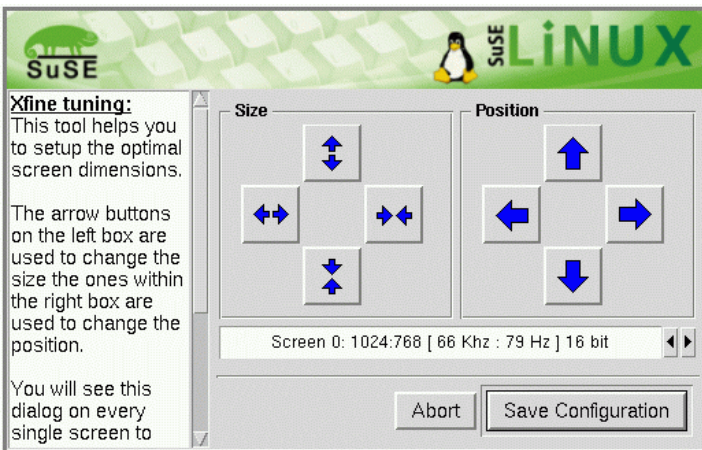 SuSE
SuSE LiNUX
Xfine tuning:
This tool helps you
to setup the optimal
screen dimensions.
The arrow buttons
on the left box are
used to change the
size the ones within
the right box are
used to change the
position.
You will see this
dialog on every
single screen to
Size
Position
Screen 0: 1024:768 [ 66 Khz : 79 Hz ] 16 bit
Abort
Save Configuration